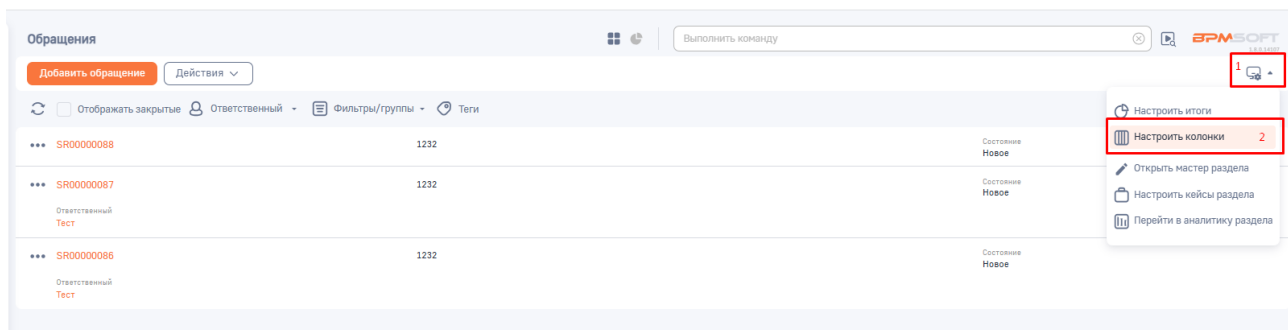 Обращения
Выполнить команду
BPMSOFT
Добавить обращение
Действия
1
Отображать закрытые
Ответственный
Фильтры/группы
Теги
Настроить итоги
Настроить колонки 2
Открыть мастер раздела
Настроить кейсы раздела
Перейти в аналитику раздела
SR00000088
1232
Состояние
Новое
SR00000087
1232
Состояние
Новое
Ответственный
Тест
SR00000086
1232
Состояние
Новое
Ответственный
Тест